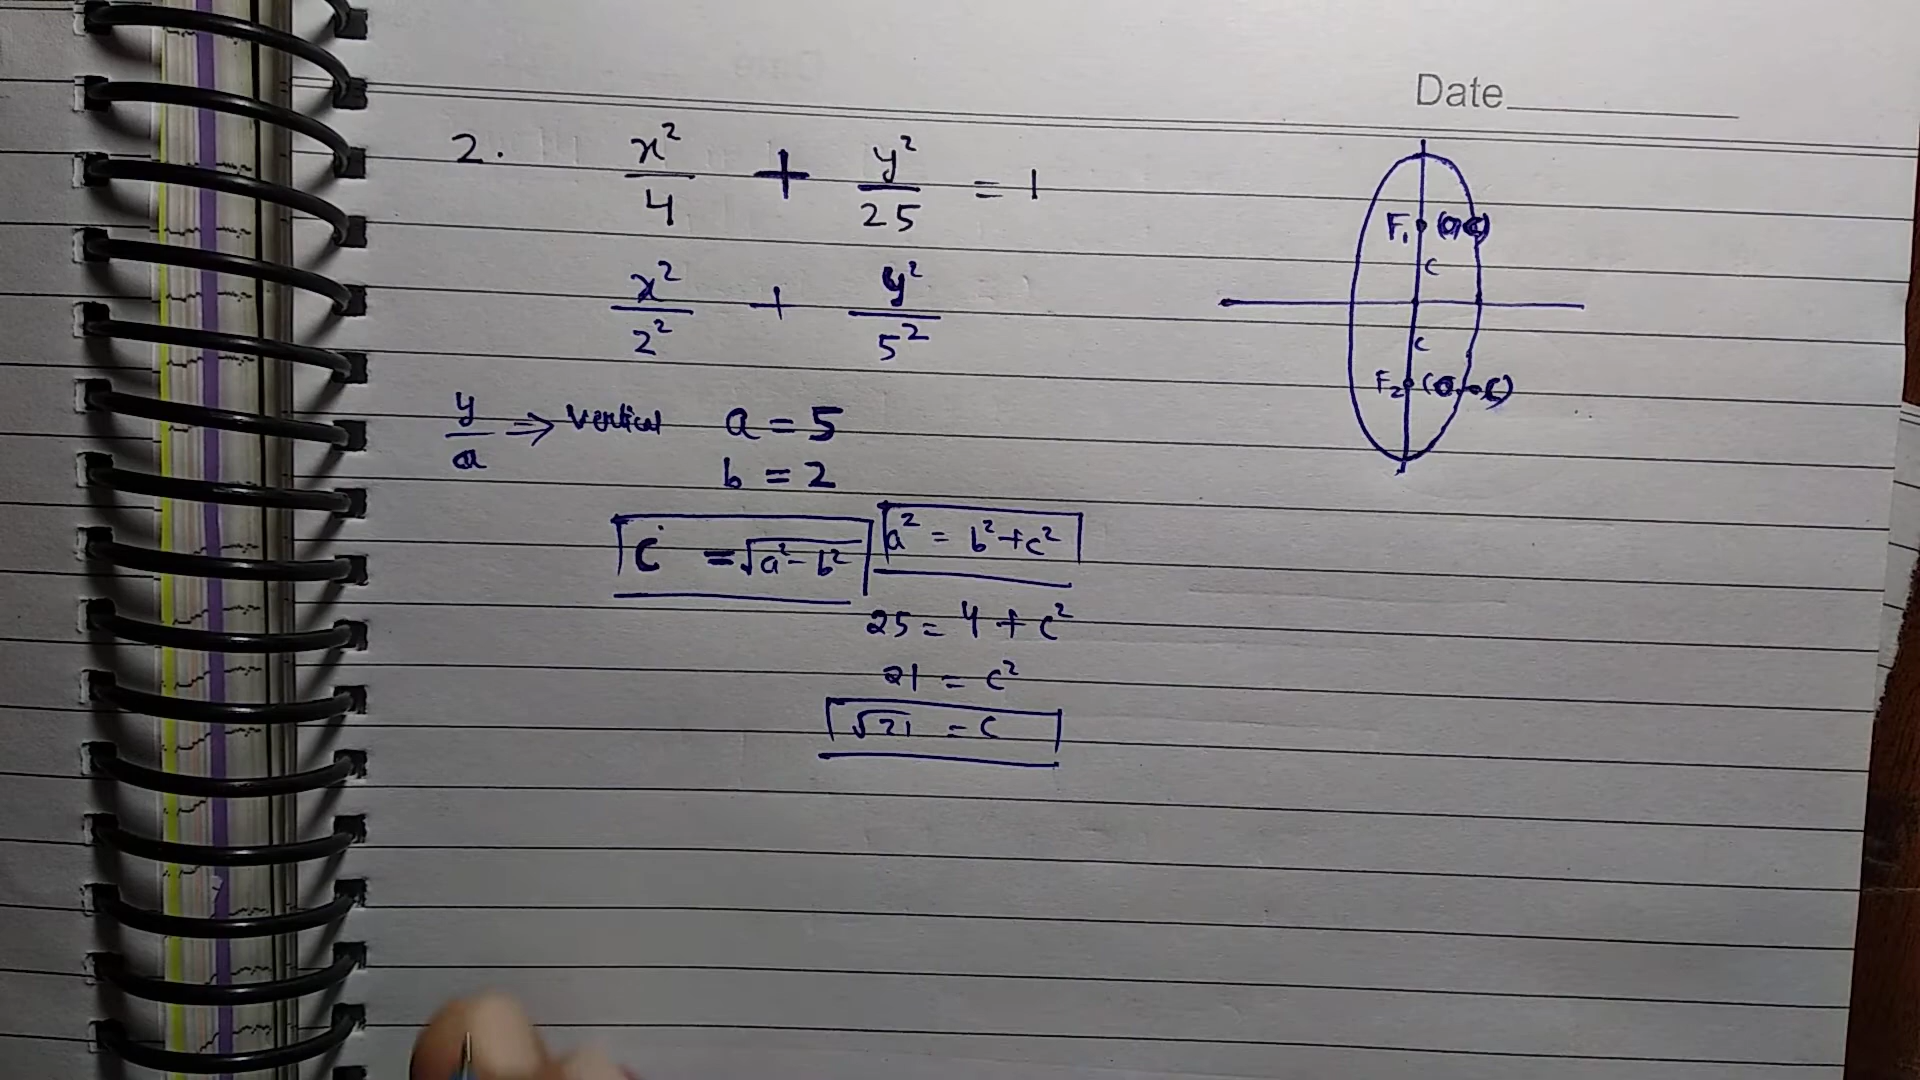 Date
2. x²/4 + y²/25 = 1
x²/2² + y²/5²
y/a ⇒ Vertical a = 5
b = 2
c = √a²-b² a² = b²+c²
25 = 4 + c²
21 = c²
√21 = c
F₁ (0,c)
c
c
F₂ (0,-c)